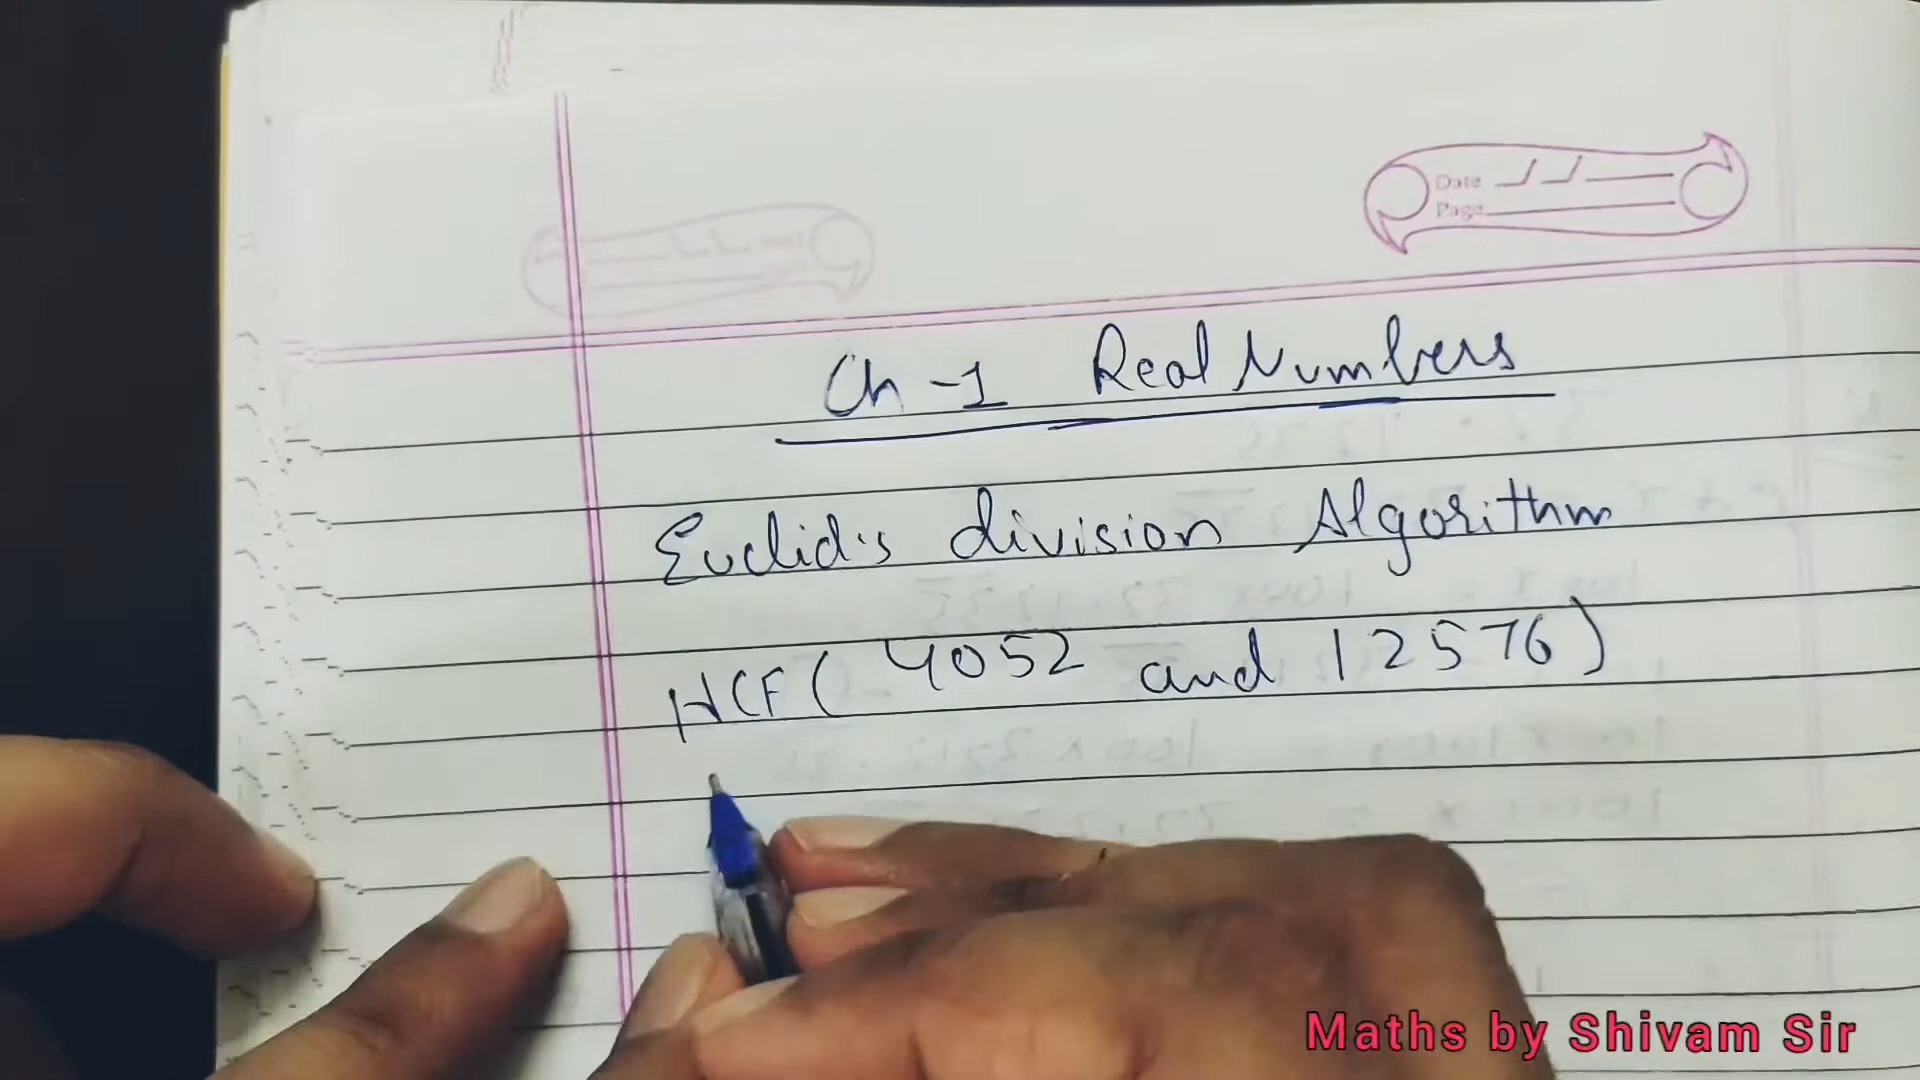 Date
Page
Ch-1 Real Numbers
Euclid's division Algorithm
HCF( 4052 and 12576)
Maths by Shivam Sir